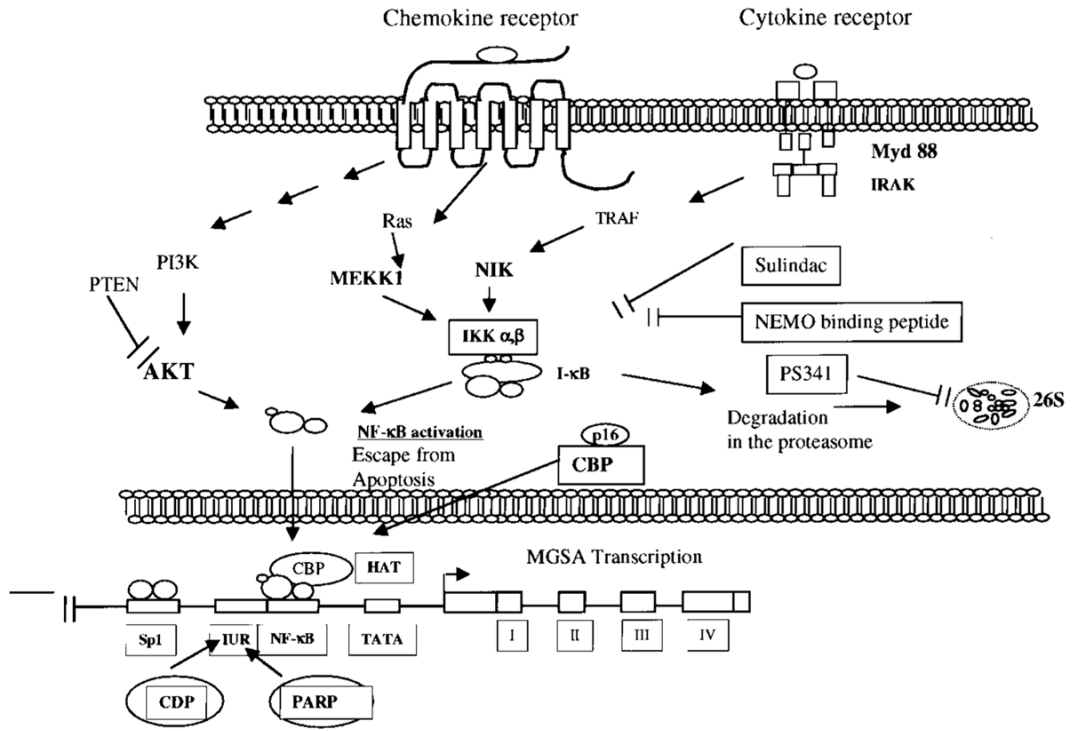 Chemokine receptor
Cytokine receptor
Myd 88
IRAK
Ras
TRAF
PI3K
PTEN
MEKK1
NIK
Sulindac
NEMO binding peptide
IKK α,β
AKT
I-κB
PS341
26S
Degradation
in the proteasome
NF-κB activation
Escape from
Apoptosis
p16
CBP
MGSA Transcription
CBP
HAT
Sp1
IUR
NF-κB
TATA
I
II
III
IV
CDP
PARP